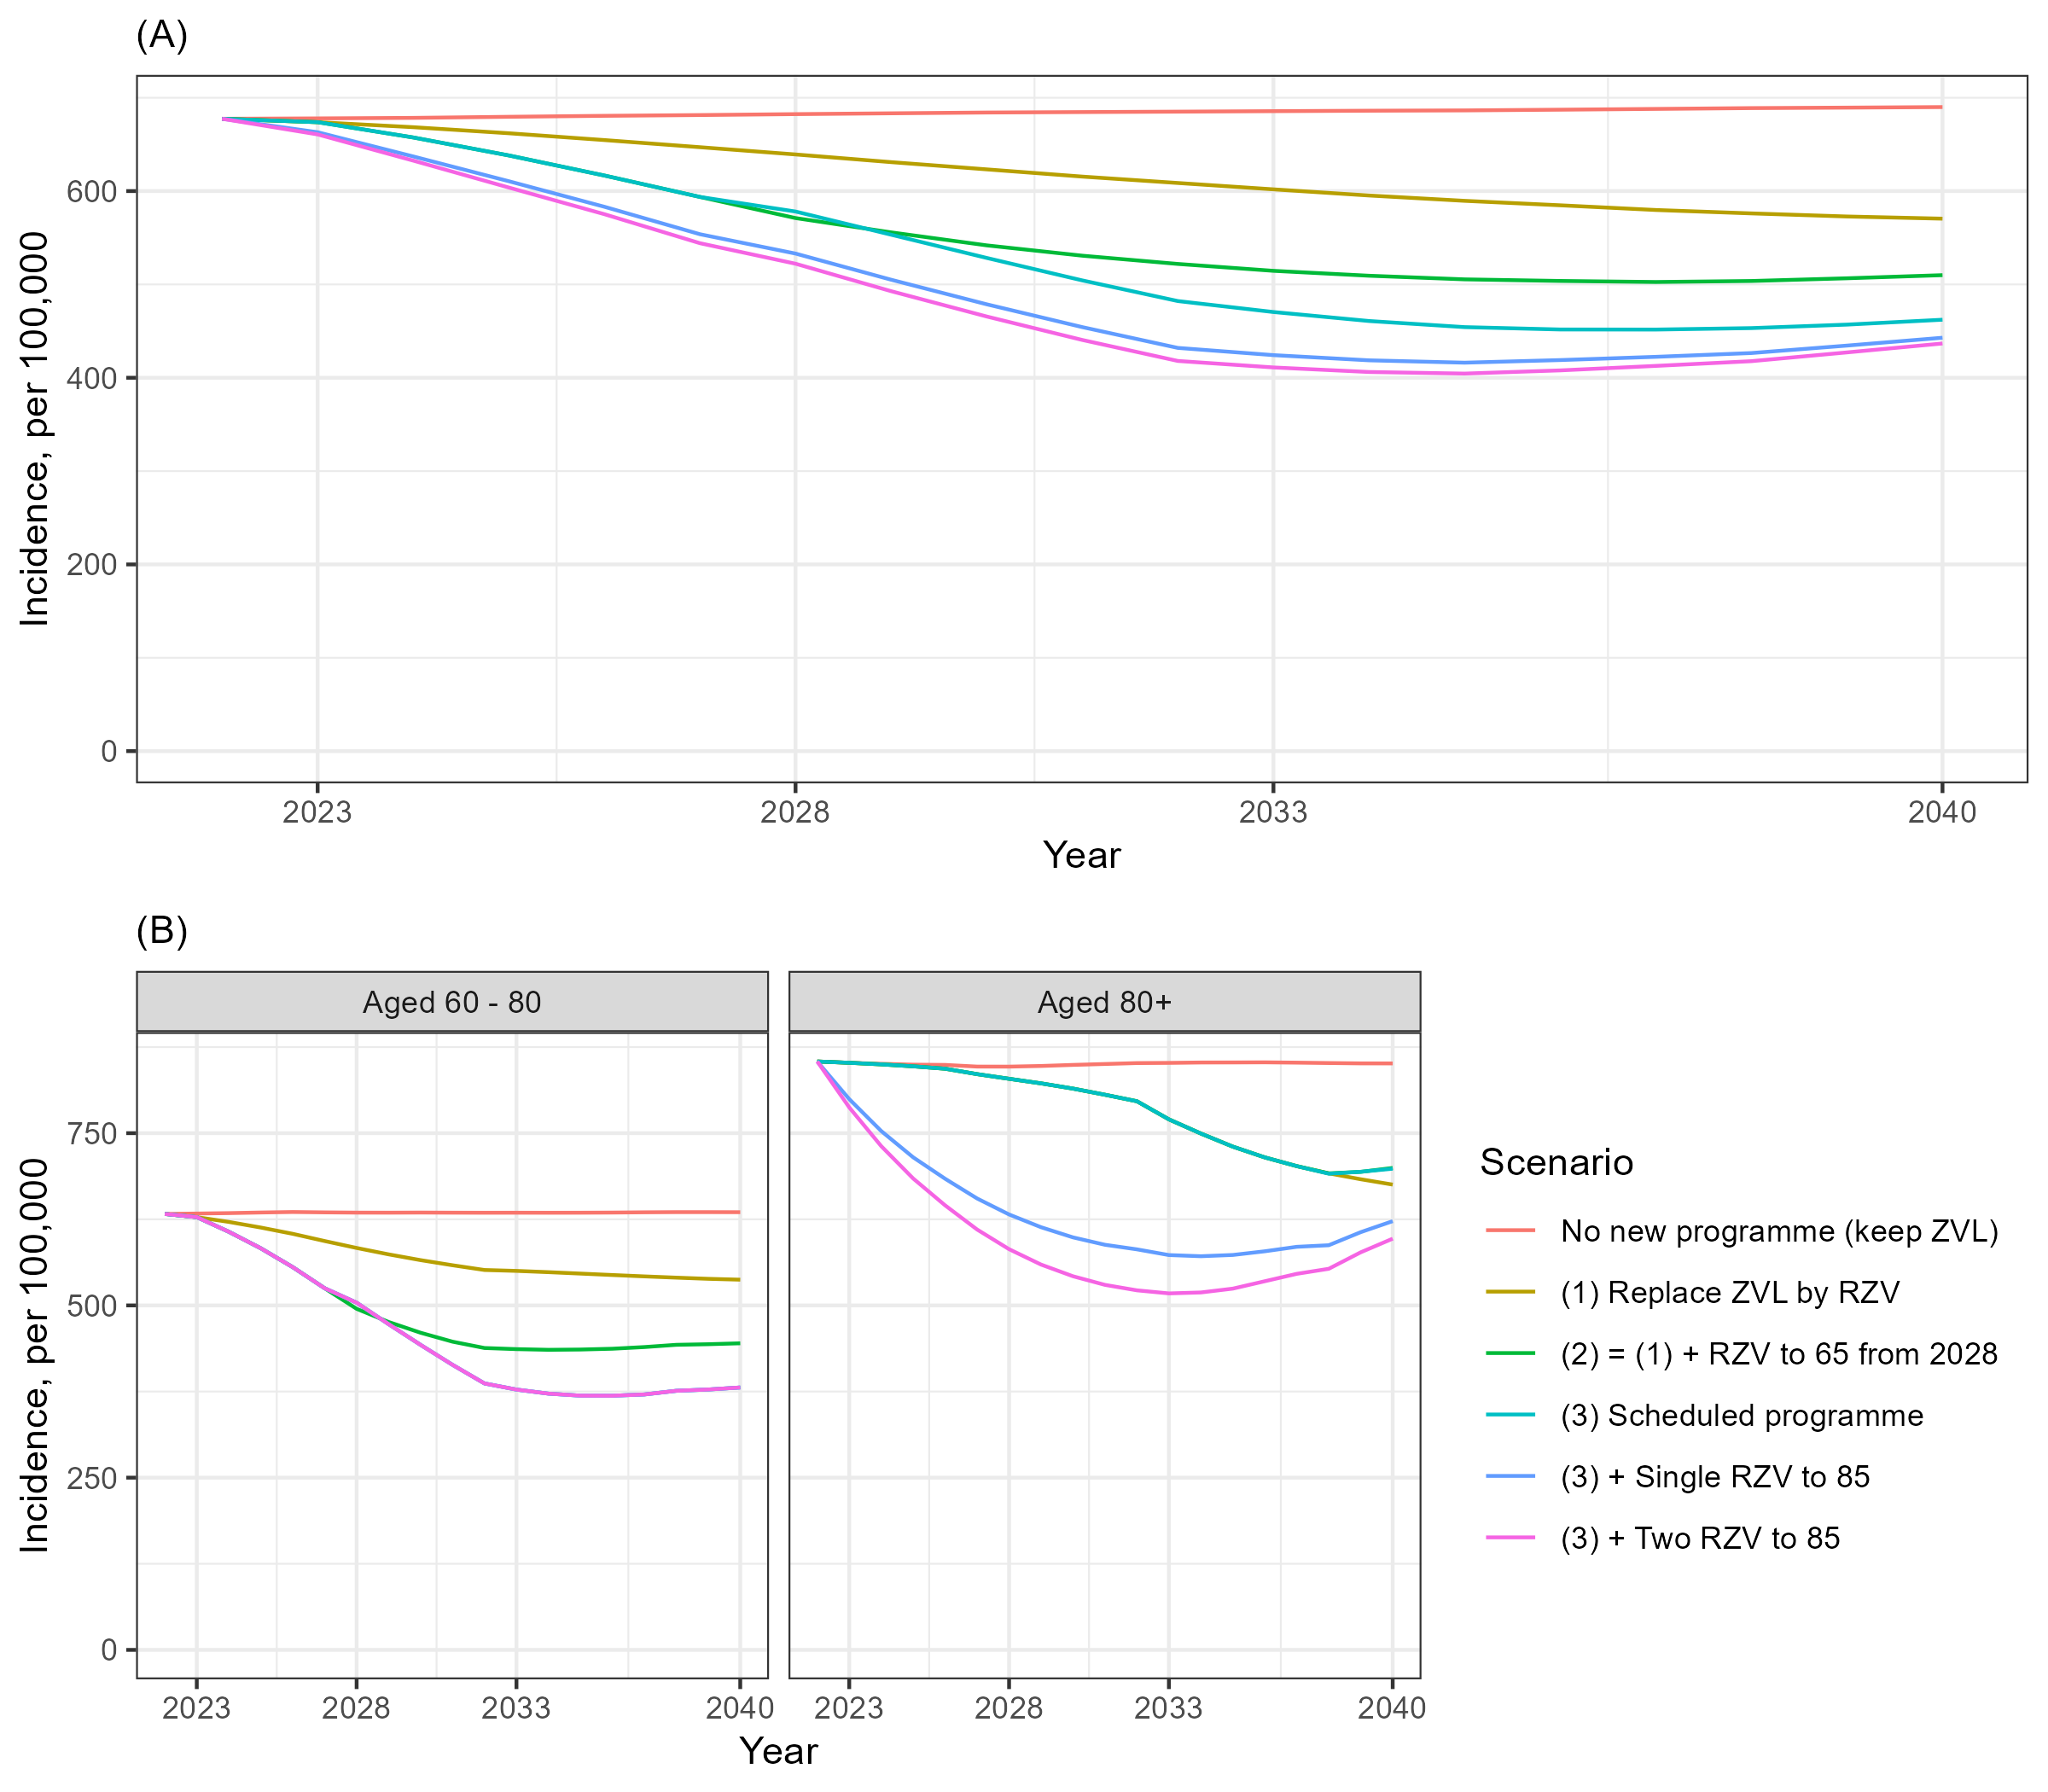 (A)
Incidence, per 100,000
600
400
200
0
2023
2028
2033
2040
Year
(B)
Aged 60 - 80
Aged 80+
Incidence, per 100,000
750
500
250
0
2023
2028
2033
2040
2023
2028
2033
2040
Year
Scenario
No new programme (keep ZVL)
(1) Replace ZVL by RZV
(2) = (1) + RZV to 65 from 2028
(3) Scheduled programme
(3) + Single RZV to 85
(3) + Two RZV to 85